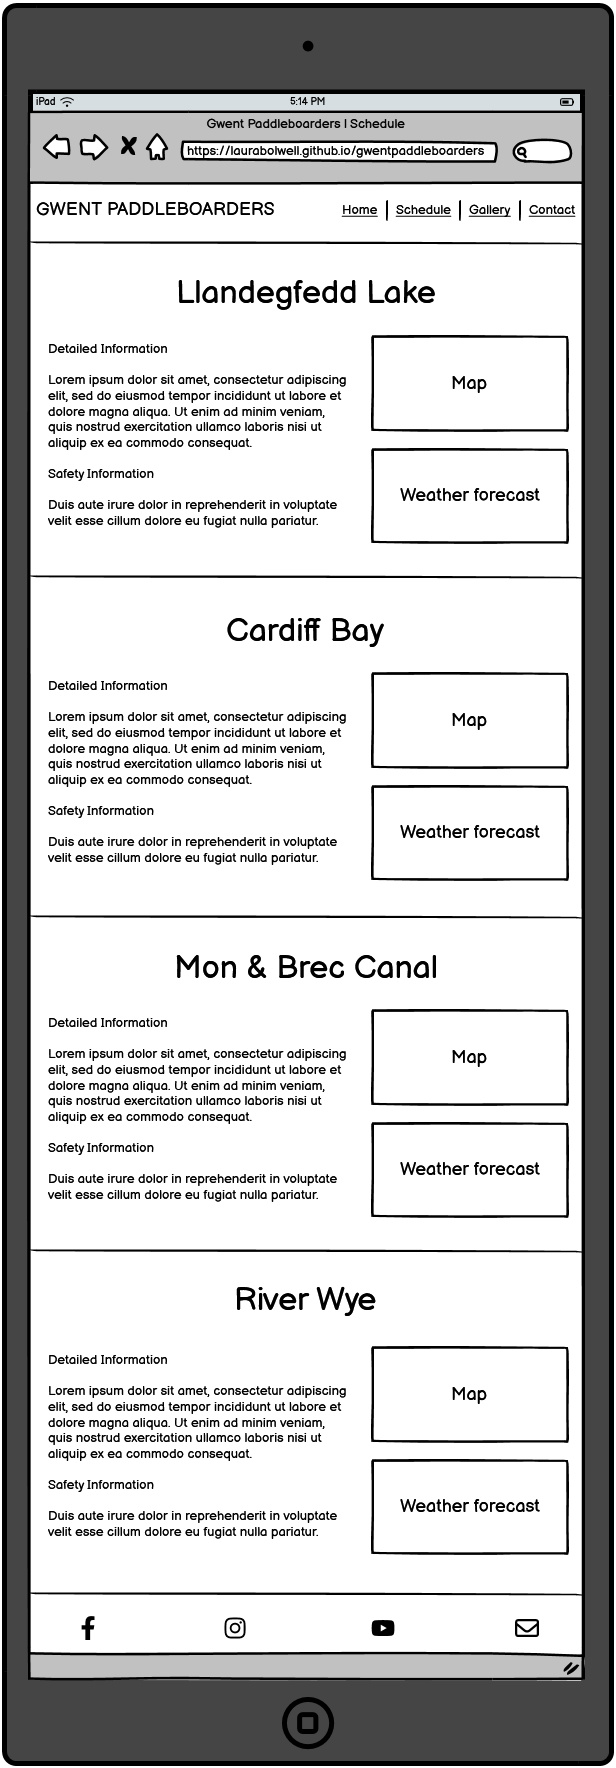 iPad
5:14 PM
Gwent Paddleboarders | Schedule
https://laurabolwell.github.io/gwentpaddleboarders
GWENT PADDLEBOARDERS
Home | Schedule | Gallery | Contact
Llandegfedd Lake
Detailed Information
Lorem ipsum dolor sit amet, consectetur adipiscing
elit, sed do eiusmod tempor incididunt ut labore et
dolore magna aliqua. Ut enim ad minim veniam,
quis nostrud exercitation ullamco laboris nisi ut
aliquip ex ea commodo consequat.
Safety Information
Duis aute irure dolor in reprehenderit in voluptate
velit esse cillum dolore eu fugiat nulla pariatur.
Map
Weather forecast
Cardiff Bay
Detailed Information
Lorem ipsum dolor sit amet, consectetur adipiscing
elit, sed do eiusmod tempor incididunt ut labore et
dolore magna aliqua. Ut enim ad minim veniam,
quis nostrud exercitation ullamco laboris nisi ut
aliquip ex ea commodo consequat.
Safety Information
Duis aute irure dolor in reprehenderit in voluptate
velit esse cillum dolore eu fugiat nulla pariatur.
Map
Weather forecast
Mon & Brec Canal
Detailed Information
Lorem ipsum dolor sit amet, consectetur adipiscing
elit, sed do eiusmod tempor incididunt ut labore et
dolore magna aliqua. Ut enim ad minim veniam,
quis nostrud exercitation ullamco laboris nisi ut
aliquip ex ea commodo consequat.
Safety Information
Duis aute irure dolor in reprehenderit in voluptate
velit esse cillum dolore eu fugiat nulla pariatur.
Map
Weather forecast
River Wye
Detailed Information
Lorem ipsum dolor sit amet, consectetur adipiscing
elit, sed do eiusmod tempor incididunt ut labore et
dolore magna aliqua. Ut enim ad minim veniam,
quis nostrud exercitation ullamco laboris nisi ut
aliquip ex ea commodo consequat.
Safety Information
Duis aute irure dolor in reprehenderit in voluptate
velit esse cillum dolore eu fugiat nulla pariatur.
Map
Weather forecast